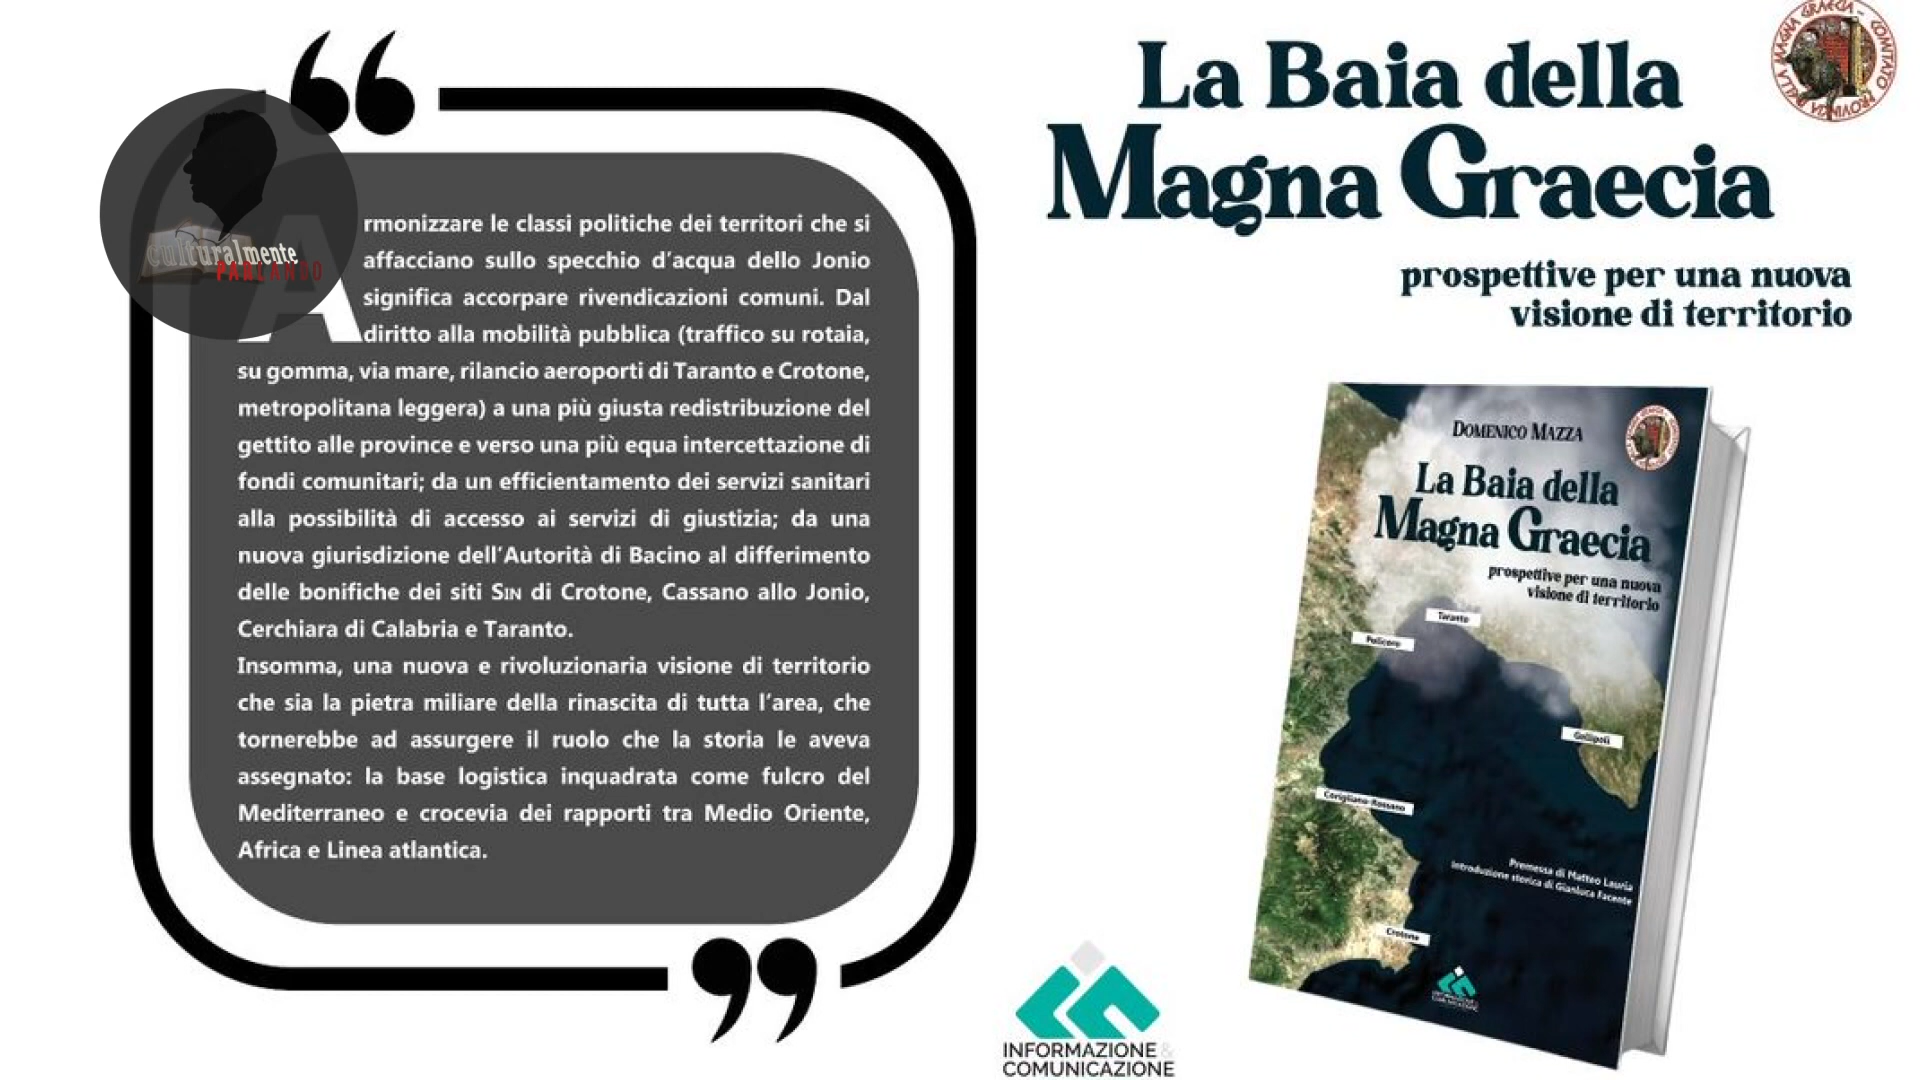 culturalmente
PARLANDO
Armonizzare le classi politiche dei territori che si
affacciano sullo specchio d'acqua dello Jonio
significa accorpare rivendicazioni comuni. Dal
diritto alla mobilità pubblica (traffico su rotaia,
su gomma, via mare, rilancio aeroporti di Taranto e Crotone,
metropolitana leggera) a una più giusta redistribuzione del
gettito alle province e verso una più equa intercettazione di
fondi comunitari; da un efficientamento dei servizi sanitari
alla possibilità di accesso ai servizi di giustizia; da una
nuova giurisdizione dell'Autorità di Bacino al differimento
delle bonifiche dei siti SIN di Crotone, Cassano allo Jonio,
Cerchiara di Calabria e Taranto.
Insomma, una nuova e rivoluzionaria visione di territorio
che sia la pietra miliare della rinascita di tutta l'area, che
tornerebbe ad assurgere il ruolo che la storia le aveva
assegnato: la base logistica inquadrata come fulcro del
Mediterraneo e crocevia dei rapporti tra Medio Oriente,
Africa e Linea atlantica.
La Baia della
Magna Graecia
prospettive per una nuova
visione di territorio
MAGNA GRAECIA - COMITATO PROVINCIA DELLA
DOMENICO MAZZA
La Baia della
Magna Graecia
prospettive per una nuova
visione di territorio
Taranto
Policoro
Gallipoli
Corigliano-Rossano
Crotone
Premessa di Matteo Lauria
Introduzione storica di Gianluca Facente
INFORMAZIONE &
COMUNICAZIONE
INFORMAZIONE &
COMUNICAZIONE